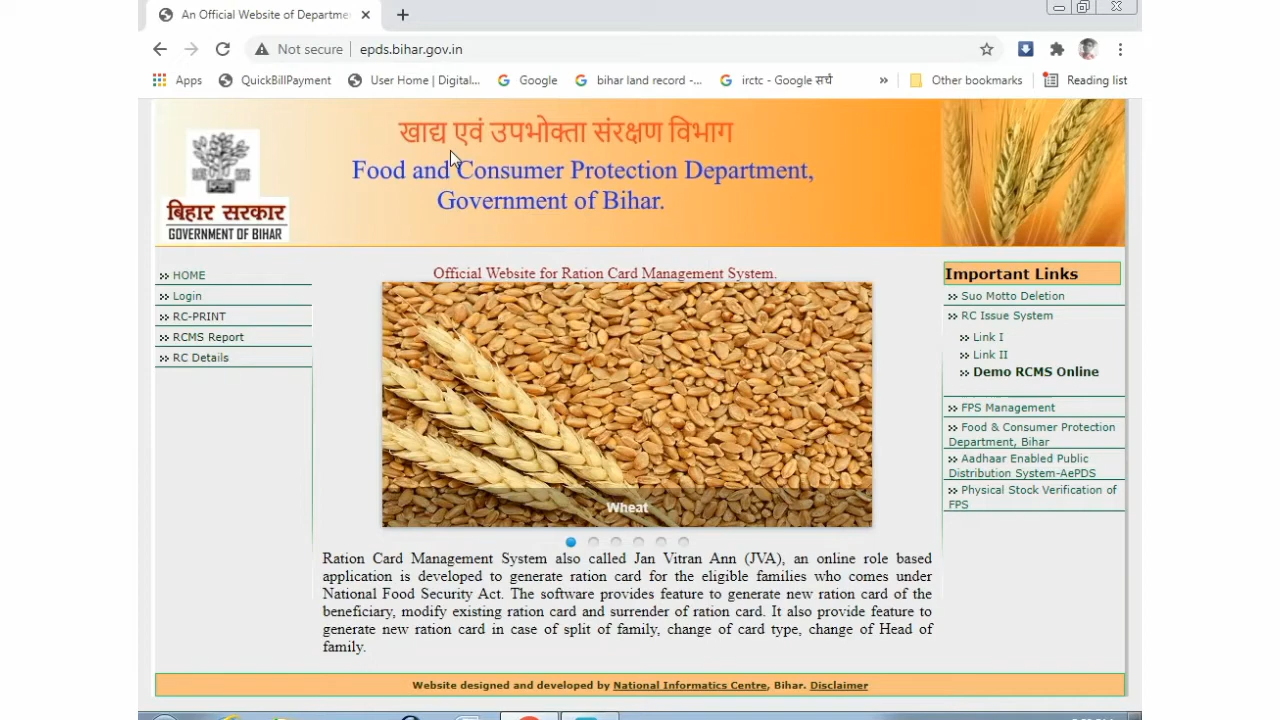 An Official Website of Departme
Not secure | epds.bihar.gov.in
Apps QuickBillPayment User Home | Digital... Google bihar land record -... irctc - Google सर्च » Other bookmarks Reading list
खाद्य एवं उपभोक्ता संरक्षण विभाग
Food and Consumer Protection Department,
Government of Bihar.
बिहार सरकार
GOVERNMENT OF BIHAR
HOME
Login
RC-PRINT
RCMS Report
RC Details
Official Website for Ration Card Management System.
Wheat
Ration Card Management System also called Jan Vitran Ann (JVA), an online role based
application is developed to generate ration card for the eligible families who comes under
National Food Security Act. The software provides feature to generate new ration card of the
beneficiary, modify existing ration card and surrender of ration card. It also provide feature to
generate new ration card in case of split of family, change of card type, change of Head of
family.
Important Links
Suo Motto Deletion
RC Issue System
Link I
Link II
Demo RCMS Online
FPS Management
Food & Consumer Protection
Department, Bihar
Aadhaar Enabled Public
Distribution System-AePDS
Physical Stock Verification of
FPS
Website designed and developed by National Informatics Centre, Bihar. Disclaimer